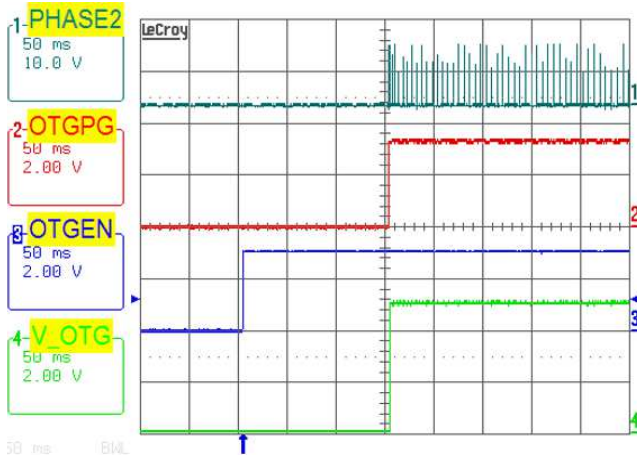 LeCroy
1 PHASE2
50 ms
10.0 V
2 OTGPG
50 ms
2.00 V
3 OTGEN
50 ms
2.00 V
4 V_OTG
50 ms
2.00 V
50 ms BWL
1
2
3
4